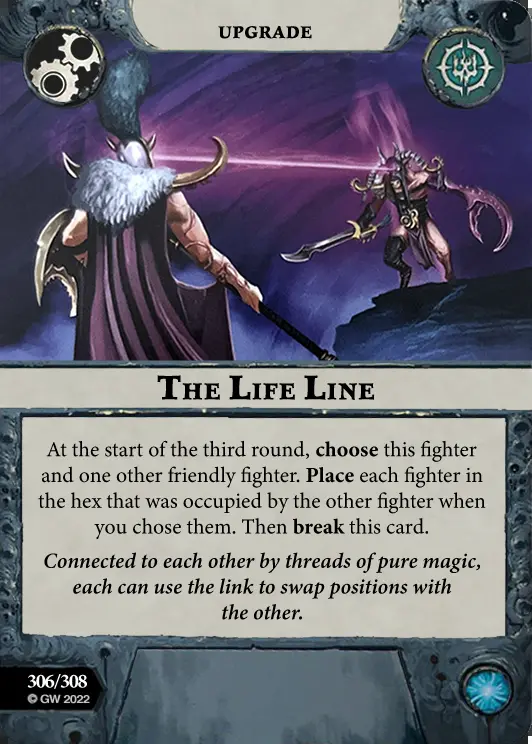 UPGRADE
THE LIFE LINE
At the start of the third round, choose this fighter
and one other friendly fighter. Place each fighter in
the hex that was occupied by the other fighter when
you chose them. Then break this card.
Connected to each other by threads of pure magic,
each can use the link to swap positions with
the other.
306/308
© GW 2022